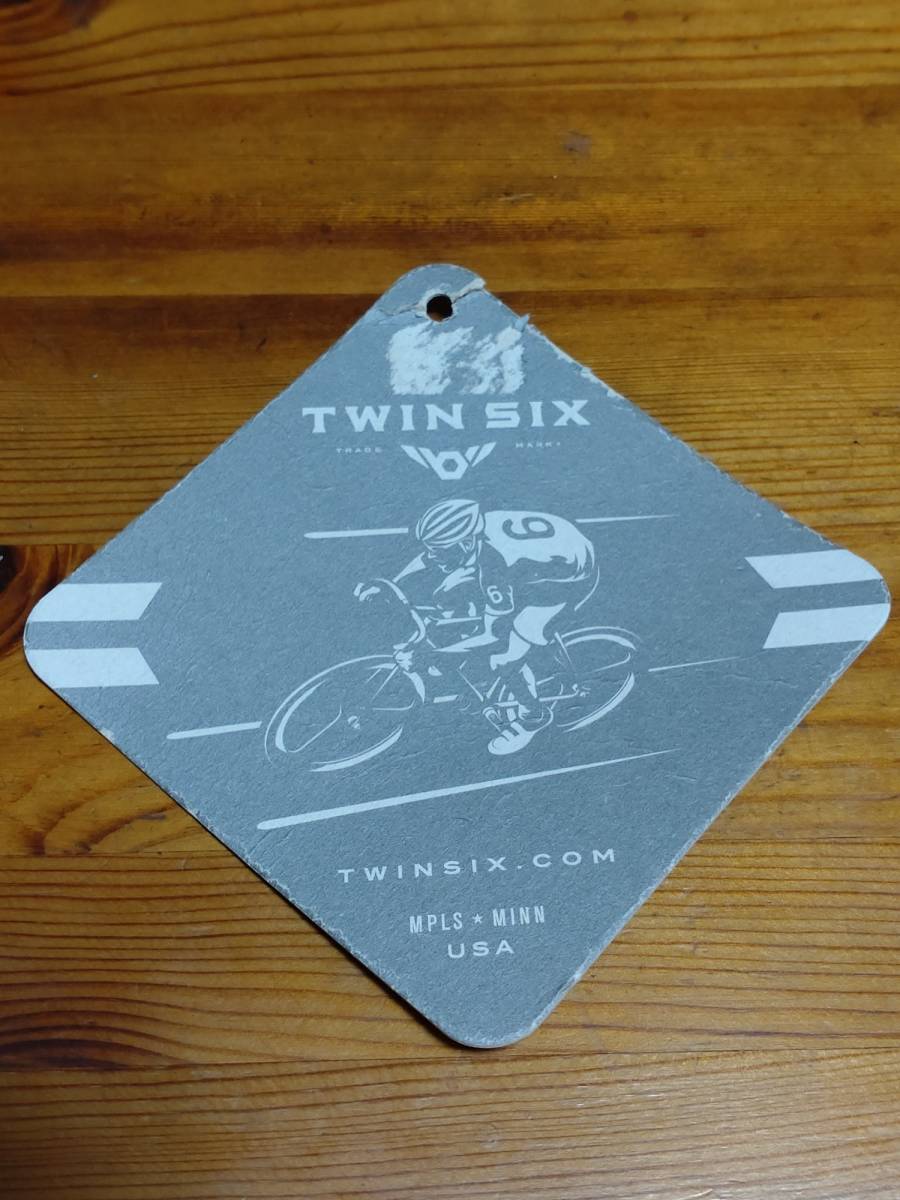 TWIN SIX
TRADE MARK
6
6
TWINSIX.COM
MPLS ★ MINN
USA